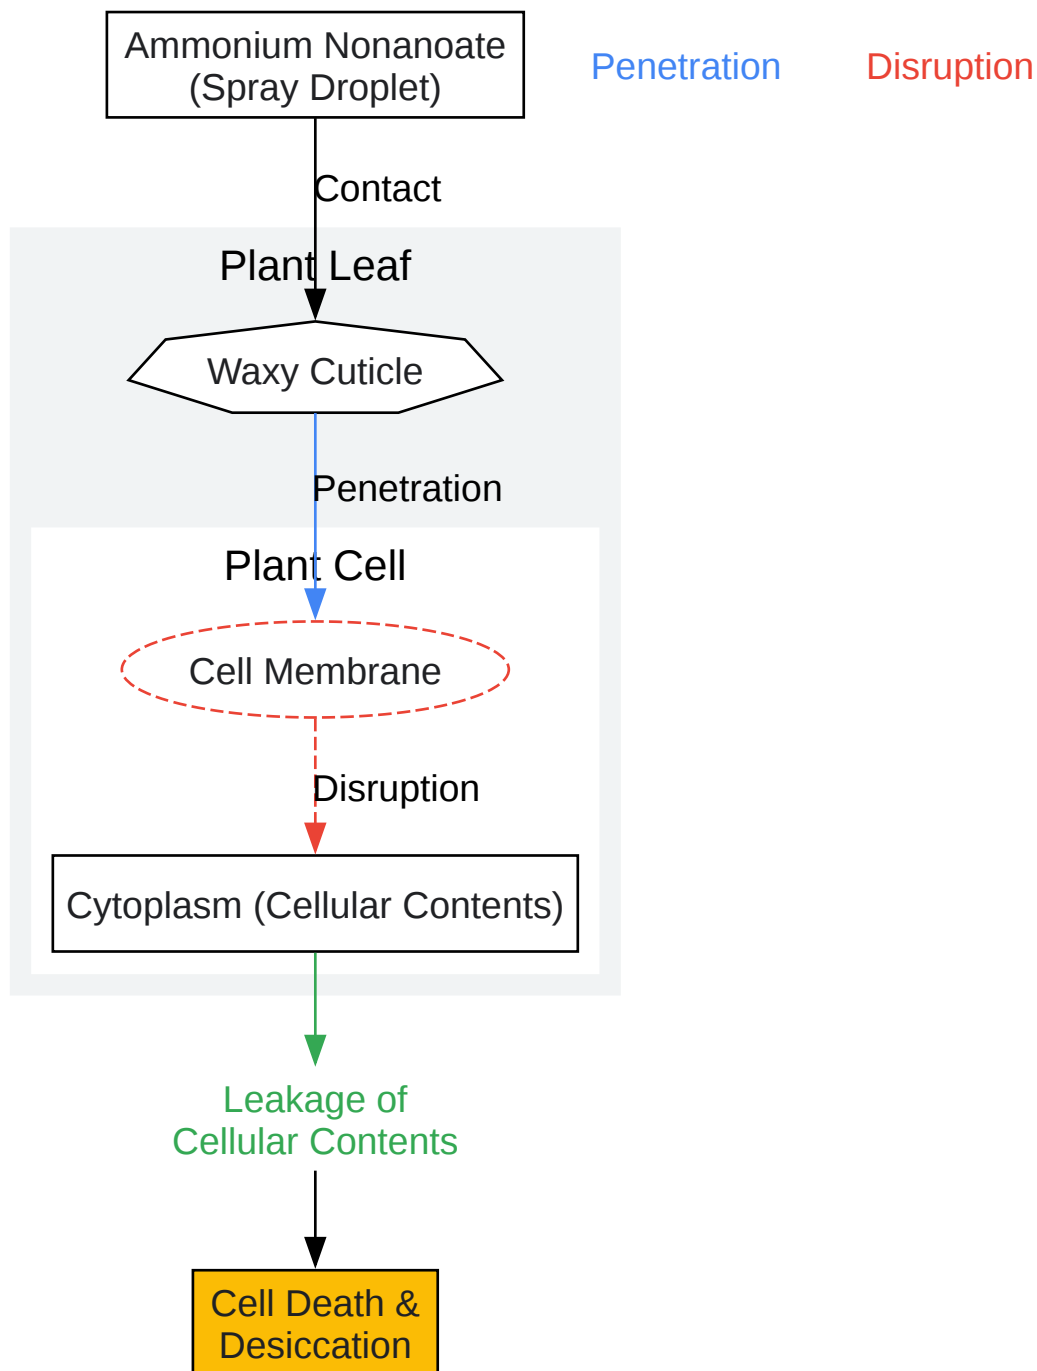 Ammonium Nonanoate
(Spray Droplet)
Penetration
Disruption
Contact
Plant Leaf
Waxy Cuticle
Penetration
Plant Cell
Cell Membrane
Disruption
Cytoplasm (Cellular Contents)
Leakage of
Cellular Contents
Cell Death &
Desiccation